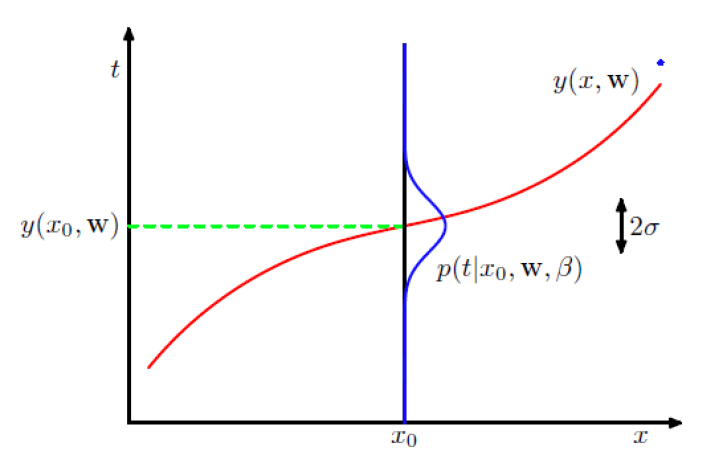 t
y(x, w)
y(x₀, w)
2σ
p(t|x₀, w, β)
x₀
x